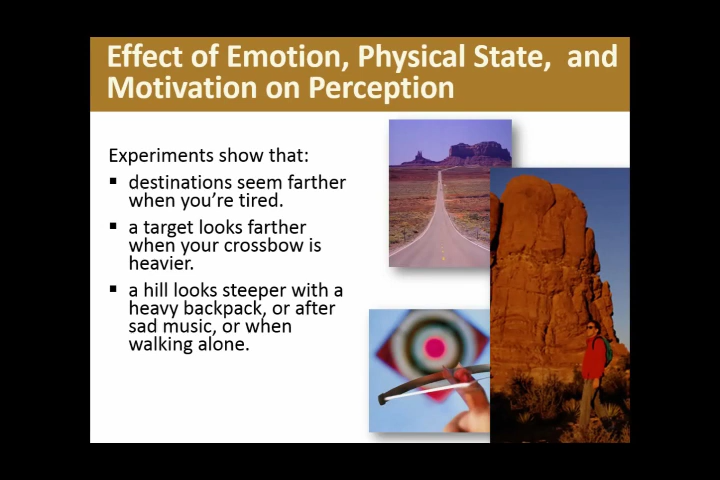 Effect of Emotion, Physical State, and
Motivation on Perception
Experiments show that:
▪ destinations seem farther
when you’re tired.
▪ a target looks farther
when your crossbow is
heavier.
▪ a hill looks steeper with a
heavy backpack, or after
sad music, or when
walking alone.